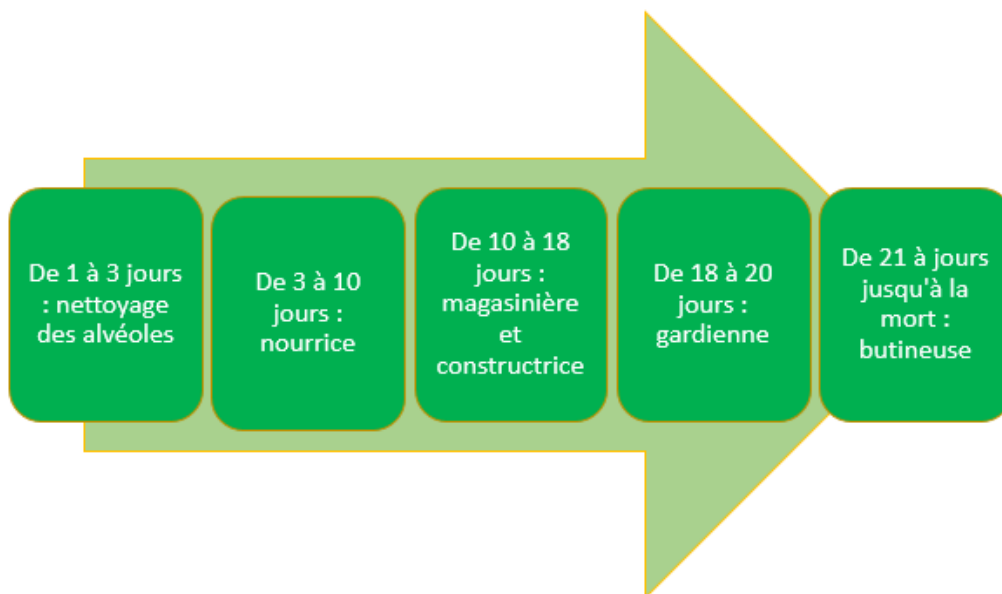 De 1 à 3 jours
: nettoyage
des alvéoles
De 3 à 10
jours :
nourrice
De 10 à 18
jours :
magasinière
et
constructrice
De 18 à 20
jours :
gardienne
De 21 à jours
jusqu'à la
mort :
butineuse